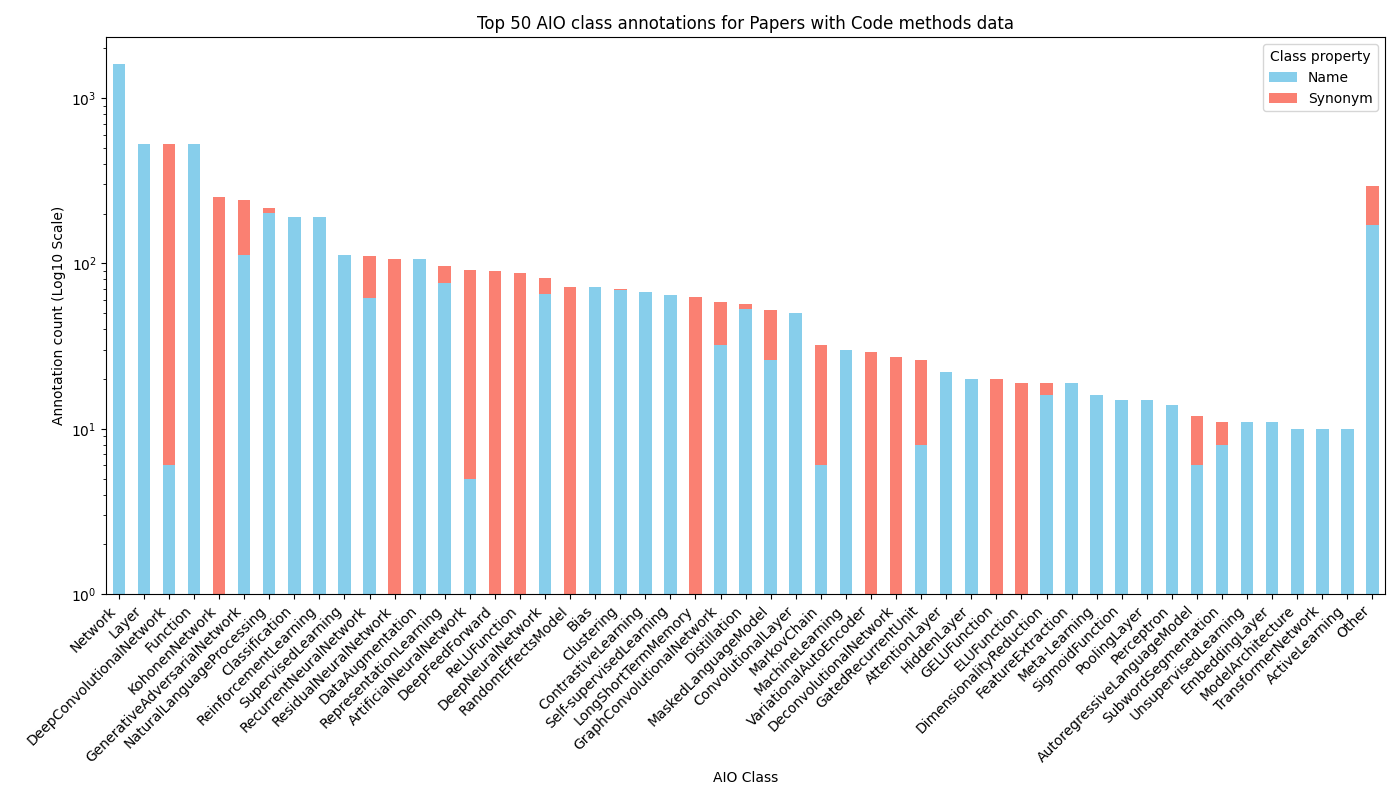 Top 50 AIO class annotations for Papers with Code methods data
Class property
Name
Synonym
Annotation count (Log10 Scale)
10³
10²
10¹
10⁰
Network
Layer
DeepConvolutionalNetwork
Function
KohonenNetwork
GenerativeAdversarialNetwork
NaturalLanguageProcessing
Classification
ReinforcementLearning
SupervisedLearning
RecurrentNeuralNetwork
ResidualNeuralNetwork
DataAugmentation
RepresentationLearning
ArtificialNeuralNetwork
DeepFeedForward
ReLUFunction
DeepNeuralNetwork
RandomEffectsModel
Bias
Clustering
ContrastiveLearning
Self-supervisedLearning
LongShortTermMemory
GraphConvolutionalNetwork
Distillation
MaskedLanguageModel
ConvolutionalLayer
MarkovChain
MachineLearning
VariationalAutoEncoder
DeconvolutionalNetwork
GatedRecurrentUnit
AttentionLayer
HiddenLayer
GELUFunction
ELUFunction
DimensionalityReduction
FeatureExtraction
Meta-Learning
SigmoidFunction
PoolingLayer
Perceptron
AutoregressiveLanguageModel
SubwordSegmentation
UnsupervisedLearning
EmbeddingLayer
ModelArchitecture
TransformerNetwork
ActiveLearning
Other
AIO Class